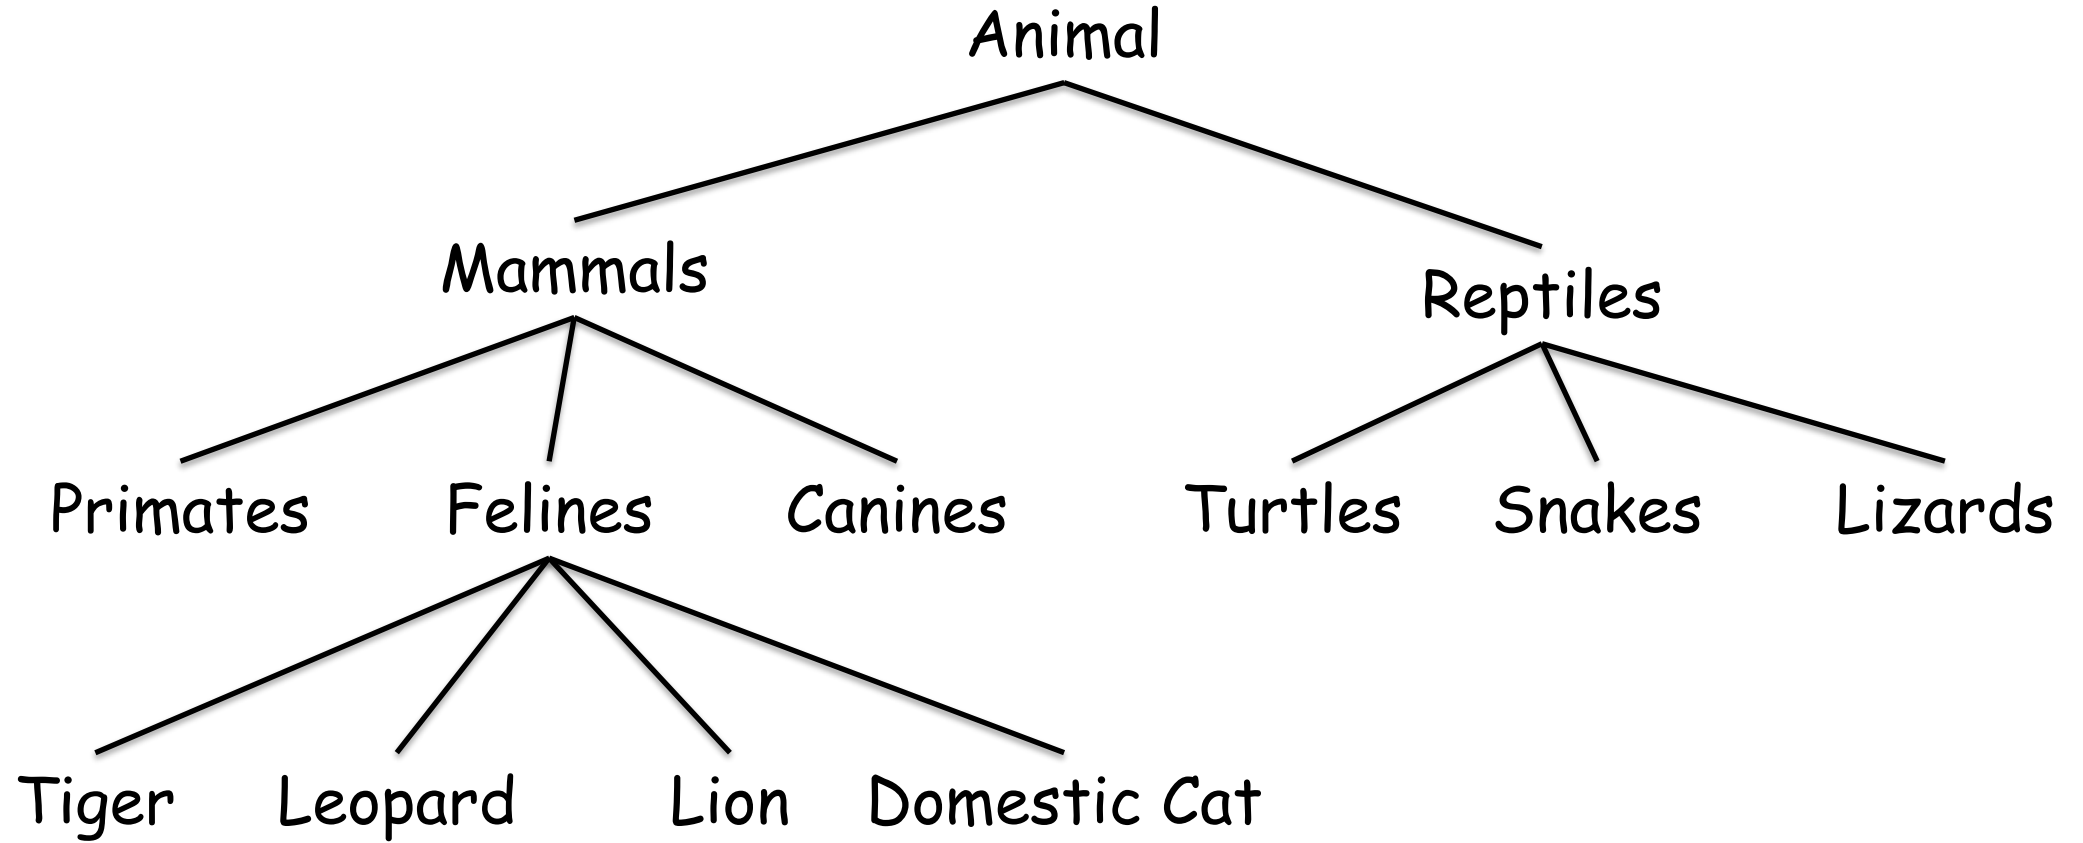 Animal
Mammals
Reptiles
Primates Felines Canines Turtles Snakes Lizards
Tiger Leopard Lion Domestic Cat